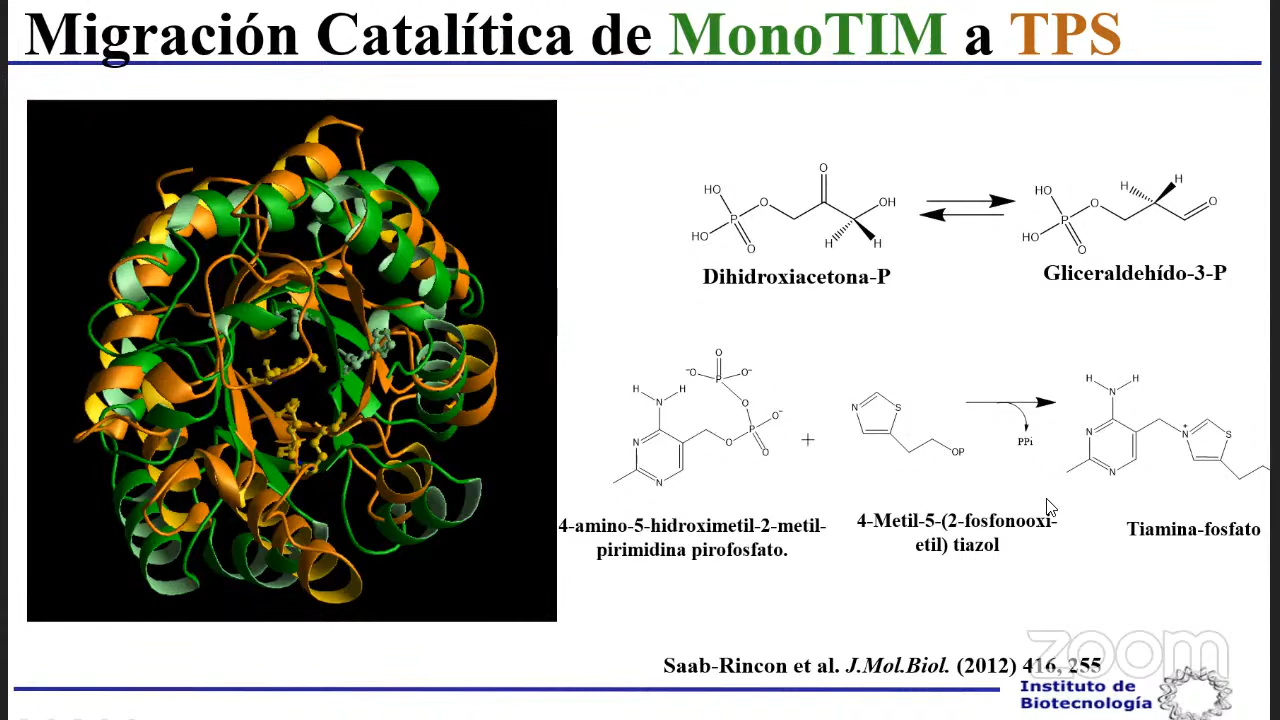 Migración Catalítica de MonoTIM a TPS
HO
O
HO
P
O
O
OH
H
H
Dihidroxiacetona-P
HO
HO
P
O
O
H
H
O
Gliceraldehído-3-P
O
⁻O
P
O⁻
O
O⁻
P
O
O
H
H
N
N
N
4-amino-5-hidroximetil-2-metil-
pirimidina pirofosfato.
+
N
S
OP
4-Metil-5-(2-fosfonooxi-
etil) tiazol
PPi
H
H
N
N
N
N
+
S
Tiamina-fosfato
Saab-Rincon et al. J.Mol.Biol. (2012) 416, 255
zoom
Instituto de
Biotecnología